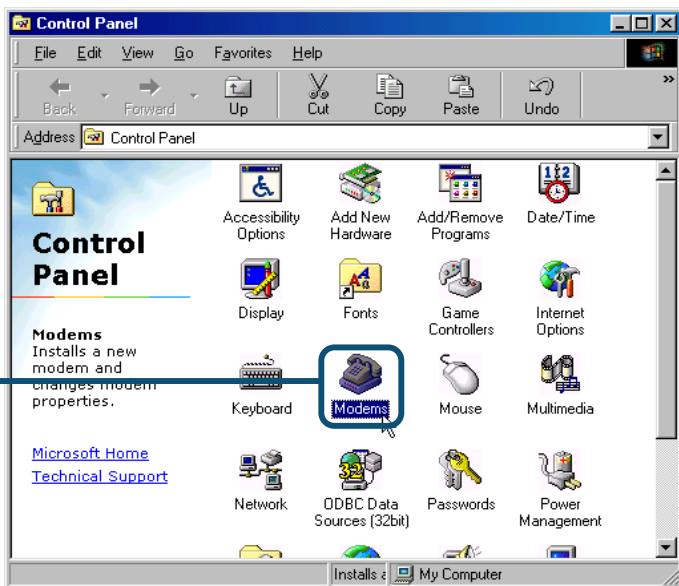 Control Panel
File Edit View Go Favorites Help
Back Forward Up Cut Copy Paste Undo »
Address Control Panel
Control
Panel
Modems
Installs a new
modem and
changes modem
properties.
Microsoft Home
Technical Support
Accessibility
Options
Add New
Hardware
Add/Remove
Programs
Date/Time
Display
Fonts
Game
Controllers
Internet
Options
Keyboard
Modems
Mouse
Multimedia
Network
ODBC Data
Sources (32bit)
Passwords
Power
Management
Installs a My Computer